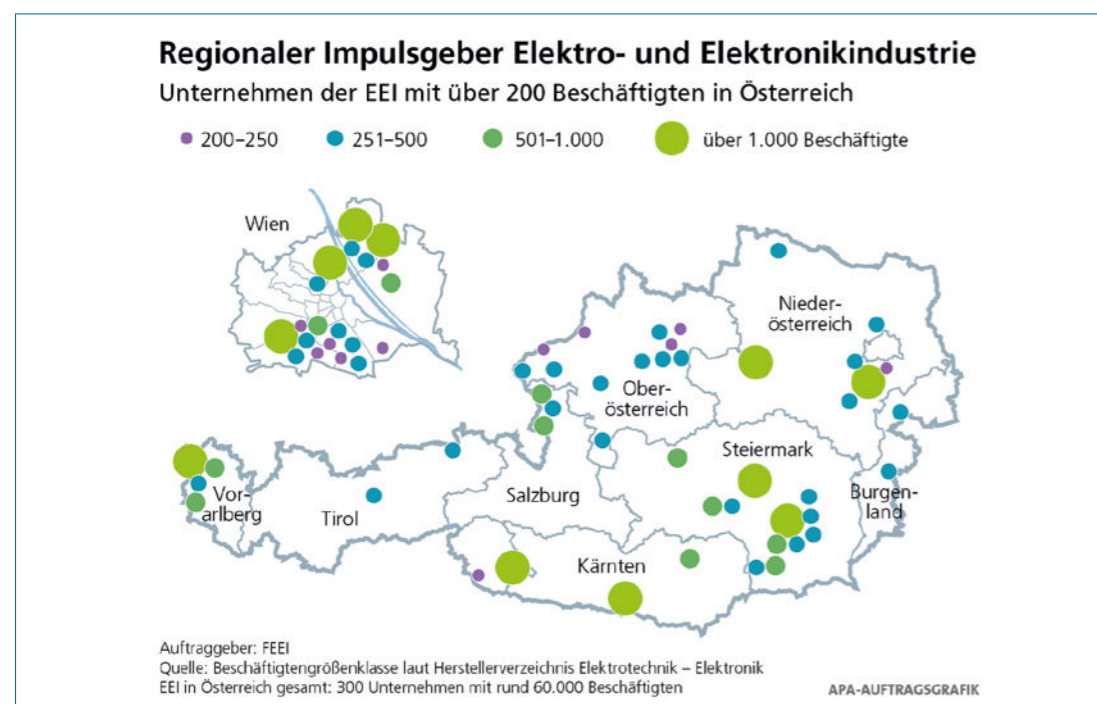 Regionaler Impulsgeber Elektro- und Elektronikindustrie
Unternehmen der EEI mit über 200 Beschäftigten in Österreich
200–250 251–500 501–1.000 über 1.000 Beschäftigte
Wien
Nieder-
österreich
Ober-
österreich
Steiermark
Burgen-
land
Salzburg
Vor-
arlberg
Tirol
Kärnten
Auftraggeber: FEEI
Quelle: Beschäftigtengrößenklasse laut Herstellerverzeichnis Elektrotechnik – Elektronik
EEI in Österreich gesamt: 300 Unternehmen mit rund 60.000 Beschäftigten
APA-AUFTRAGSGRAFIK